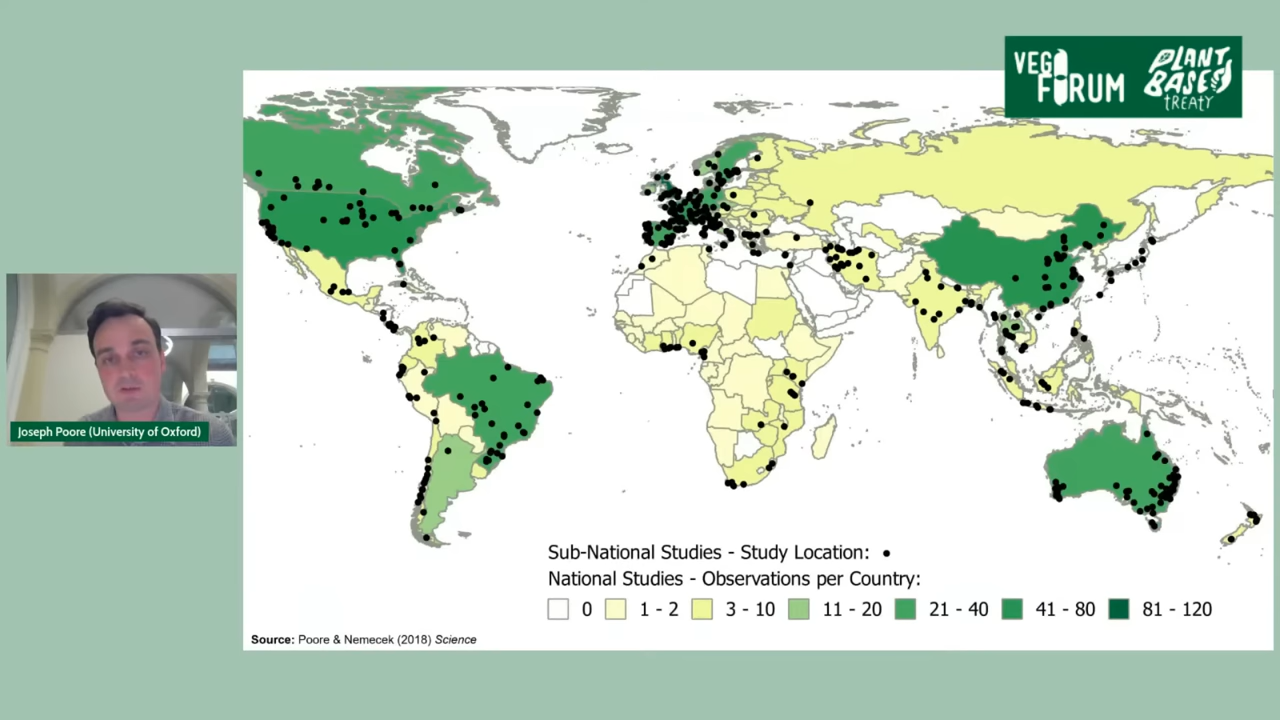 VEG
FORUM
PLANT
BASED
TREATY
Joseph Poore (University of Oxford)
Sub-National Studies - Study Location:
National Studies - Observations per Country:
0 1 - 2 3 - 10 11 - 20 21 - 40 41 - 80 81 - 120
Source: Poore & Nemecek (2018) Science